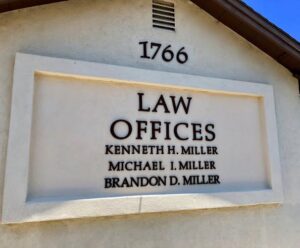 1766
LAW
OFFICES
KENNETH H. MILLER
MICHAEL I. MILLER
BRANDON D. MILLER